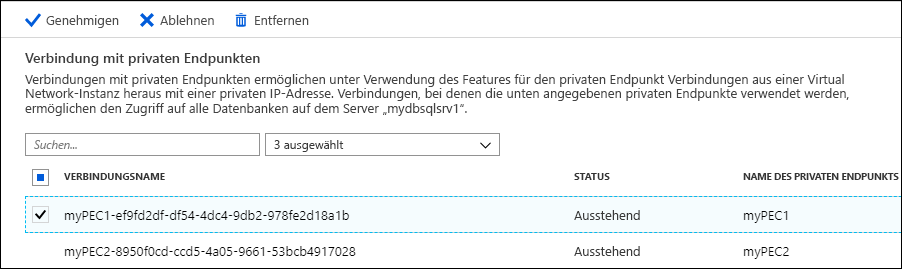 Genehmigen Ablehnen Entfernen
Verbindung mit privaten Endpunkten
Verbindungen mit privaten Endpunkten ermöglichen unter Verwendung des Features für den privaten Endpunkt Verbindungen aus einer Virtual
Network-Instanz heraus mit einer privaten IP-Adresse. Verbindungen, bei denen die unten angegebenen privaten Endpunkte verwendet werden,
ermöglichen den Zugriff auf alle Datenbanken auf dem Server „mydbsqlsrv1“.
Suchen... 3 ausgewählt
VERBINDUNGSNAME STATUS NAME DES PRIVATEN ENDPUNKTS
myPEC1-ef9fd2df-df54-4dc4-9db2-978fe2d18a1b Ausstehend myPEC1
myPEC2-8950f0cd-ccd5-4a05-9661-53bcb4917028 Ausstehend myPEC2